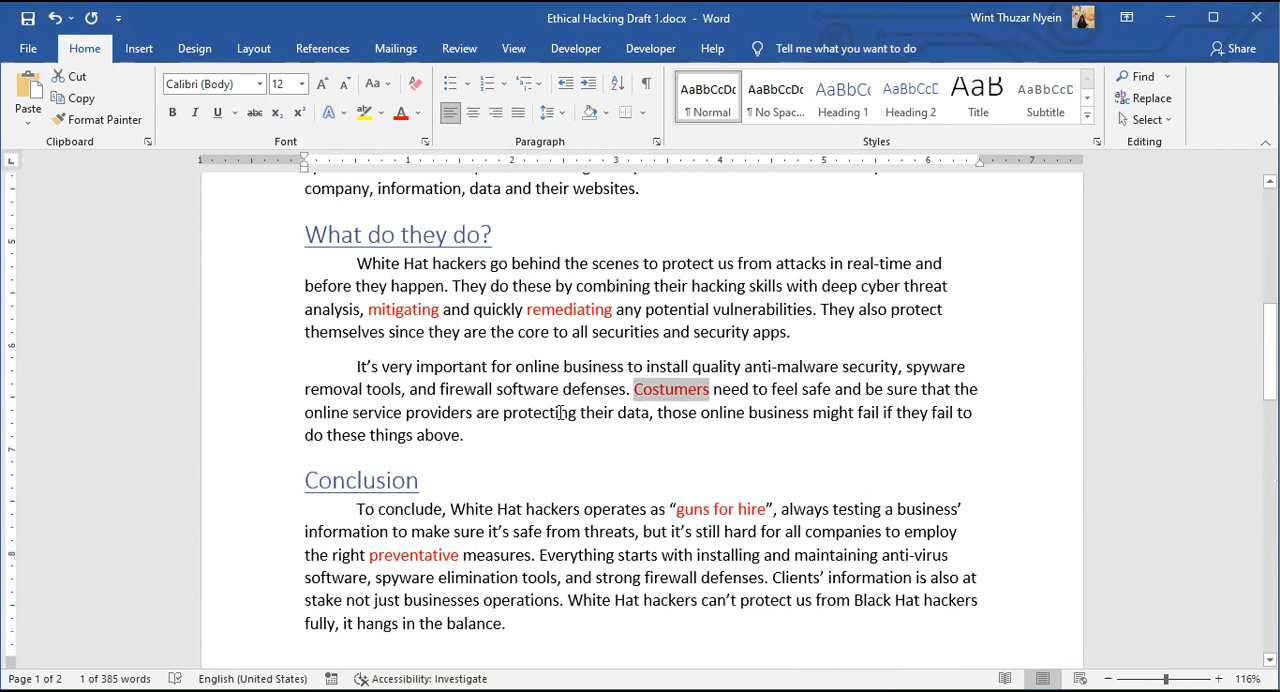 Ethical Hacking Draft 1.docx - Word
Wint Thuzar Nyein
File Home Insert Design Layout References Mailings Review View Developer Developer Help Tell me what you want to do Share
Paste
Cut
Copy
Format Painter
Clipboard
Calibri (Body) 12
Font
Paragraph
AaBbCcDc AaBbCcDc AaBbCc AaBbCcC AaB AaBbCcD
¶ Normal ¶ No Spac... Heading 1 Heading 2 Title Subtitle
Styles
Find
Replace
Select
Editing
1 1 2 3 4 5 6 7
company, information, data and their websites.
What do they do?
White Hat hackers go behind the scenes to protect us from attacks in real-time and
before they happen. They do these by combining their hacking skills with deep cyber threat
analysis, mitigating and quickly remediating any potential vulnerabilities. They also protect
themselves since they are the core to all securities and security apps.
It’s very important for online business to install quality anti-malware security, spyware
removal tools, and firewall software defenses. Costumers need to feel safe and be sure that the
online service providers are protecting their data, those online business might fail if they fail to
do these things above.
Conclusion
To conclude, White Hat hackers operates as “guns for hire”, always testing a business’
information to make sure it’s safe from threats, but it’s still hard for all companies to employ
the right preventative measures. Everything starts with installing and maintaining anti-virus
software, spyware elimination tools, and strong firewall defenses. Clients’ information is also at
stake not just businesses operations. White Hat hackers can’t protect us from Black Hat hackers
fully, it hangs in the balance.
Page 1 of 2 1 of 385 words English (United States) Accessibility: Investigate 116%